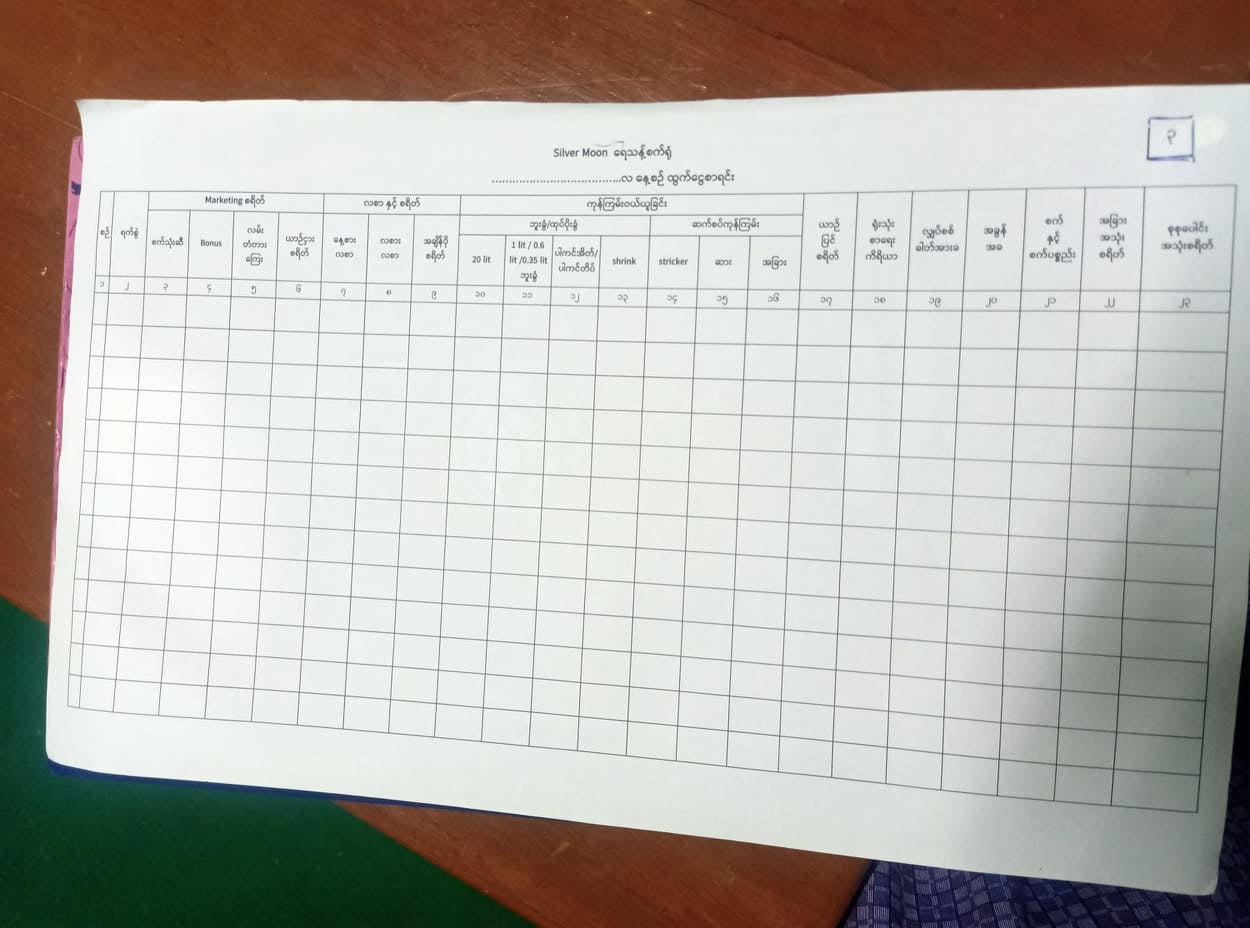 ၃
Silver Moon ရေသန့်စက်ရုံ
....................................လ နေ့စဉ် ထွက်ငွေစာရင်း
စဉ်
ရက်စွဲ
Marketing စရိတ်
စက်သုံးဆီ
Bonus
လမ်း
တံတား
ကြေး
ယာဉ်ငှား
စရိတ်
လစာ နှင့် စရိတ်
နေ့စား
လစာ
လစား
လစာ
အချိန်ပို
စရိတ်
ကုန်ကြမ်းဝယ်ယူခြင်း
ဘူးခွံ/ထုပ်ပိုးခွံ
20 lit
1 lit / 0.6
lit /0.35 lit
ဘူးခွံ
ပါကင်အိတ်/
ပါကင်တိပ်
shrink
ဆက်စပ်ကုန်ကြမ်း
stricker
ဆား
အခြား
ယာဉ်
ပြင်
စရိတ်
ရုံးသုံး
စာရေး
ကိရိယာ
လျှပ်စစ်
ဓါတ်အားခ
အခွန်
အခ
စက်
နှင့်
စက်ပစ္စည်း
အခြား
အသုံး
စရိတ်
စုစုပေါင်း
အသုံးစရိတ်
၁ ၂ ၃ ၄ ၅ ၆ ၇ ၈ ၉ ၁၀ ၁၁ ၁၂ ၁၃ ၁၄ ၁၅ ၁၆ ၁၇ ၁၈ ၁၉ ၂၀ ၂၁ ၂၂ ၂၃